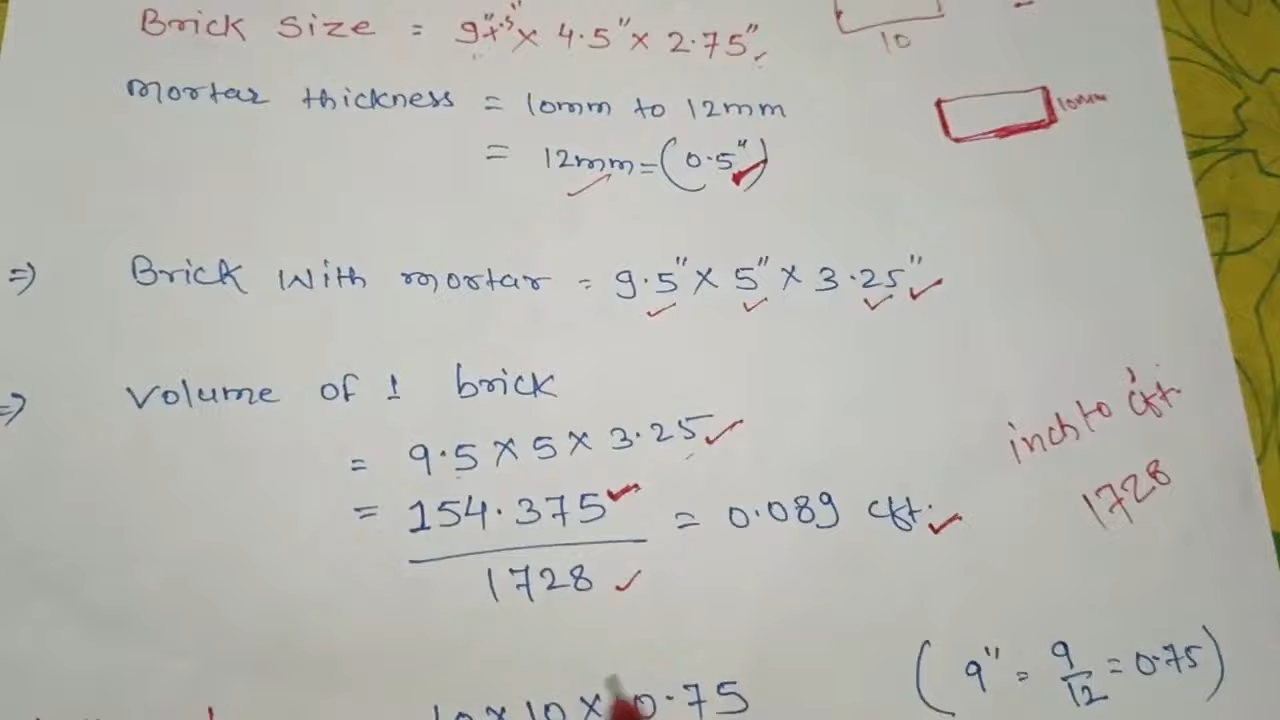 Brick Size = 9"+.5" x 4.5" x 2.75"
10
mortar thickness = 10mm to 12mm
10mm
= 12mm = (0.5")
=) Brick With mortar = 9.5" x 5" x 3.25"
=) Volume of 1 brick
= 9.5 x 5 x 3.25
inch to cft.
1728
= 154.375 = 0.089 cft.
1728
(9" = 9/12 = 0.75)
10 x 10 x 0.75